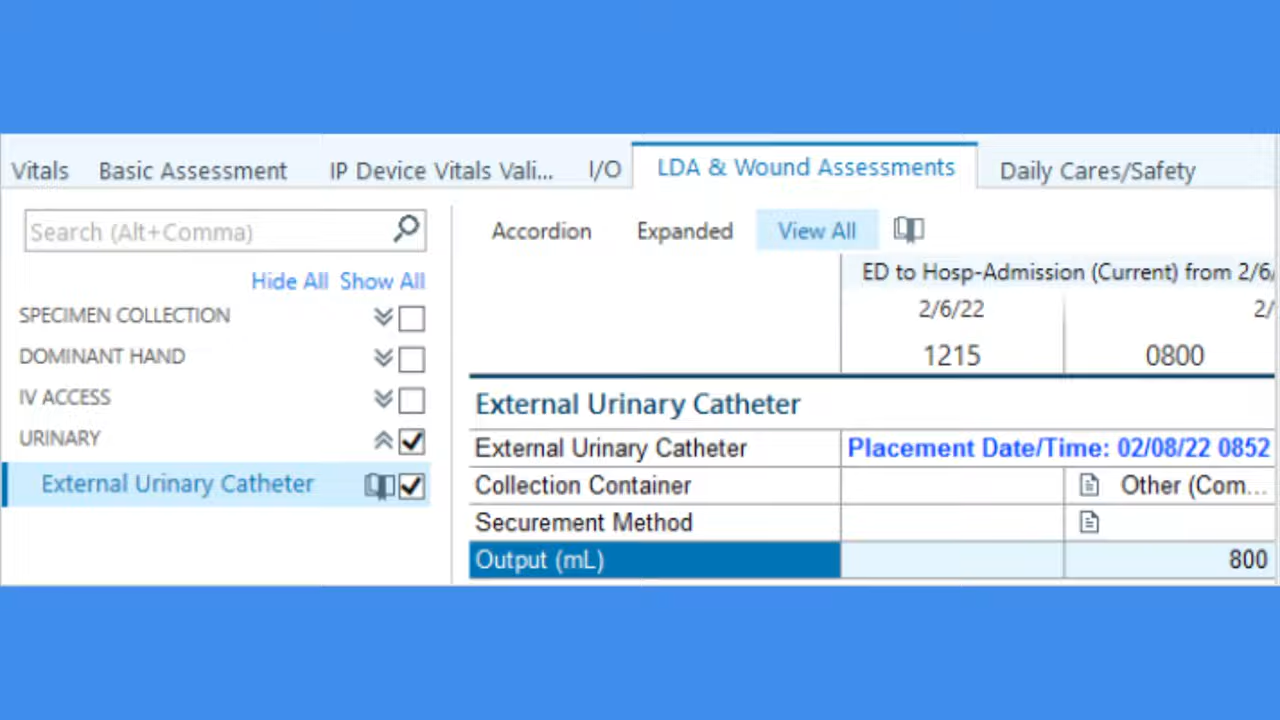 Vitals Basic Assessment IP Device Vitals Vali... I/O LDA & Wound Assessments Daily Cares/Safety
Search (Alt+Comma)
Hide All Show All
SPECIMEN COLLECTION
DOMINANT HAND
IV ACCESS
URINARY
External Urinary Catheter
Accordion Expanded View All
ED to Hosp-Admission (Current) from 2/6/
2/6/22 2/
1215 0800
External Urinary Catheter
External Urinary Catheter Placement Date/Time: 02/08/22 0852
Collection Container Other (Com...
Securement Method
Output (mL) 800